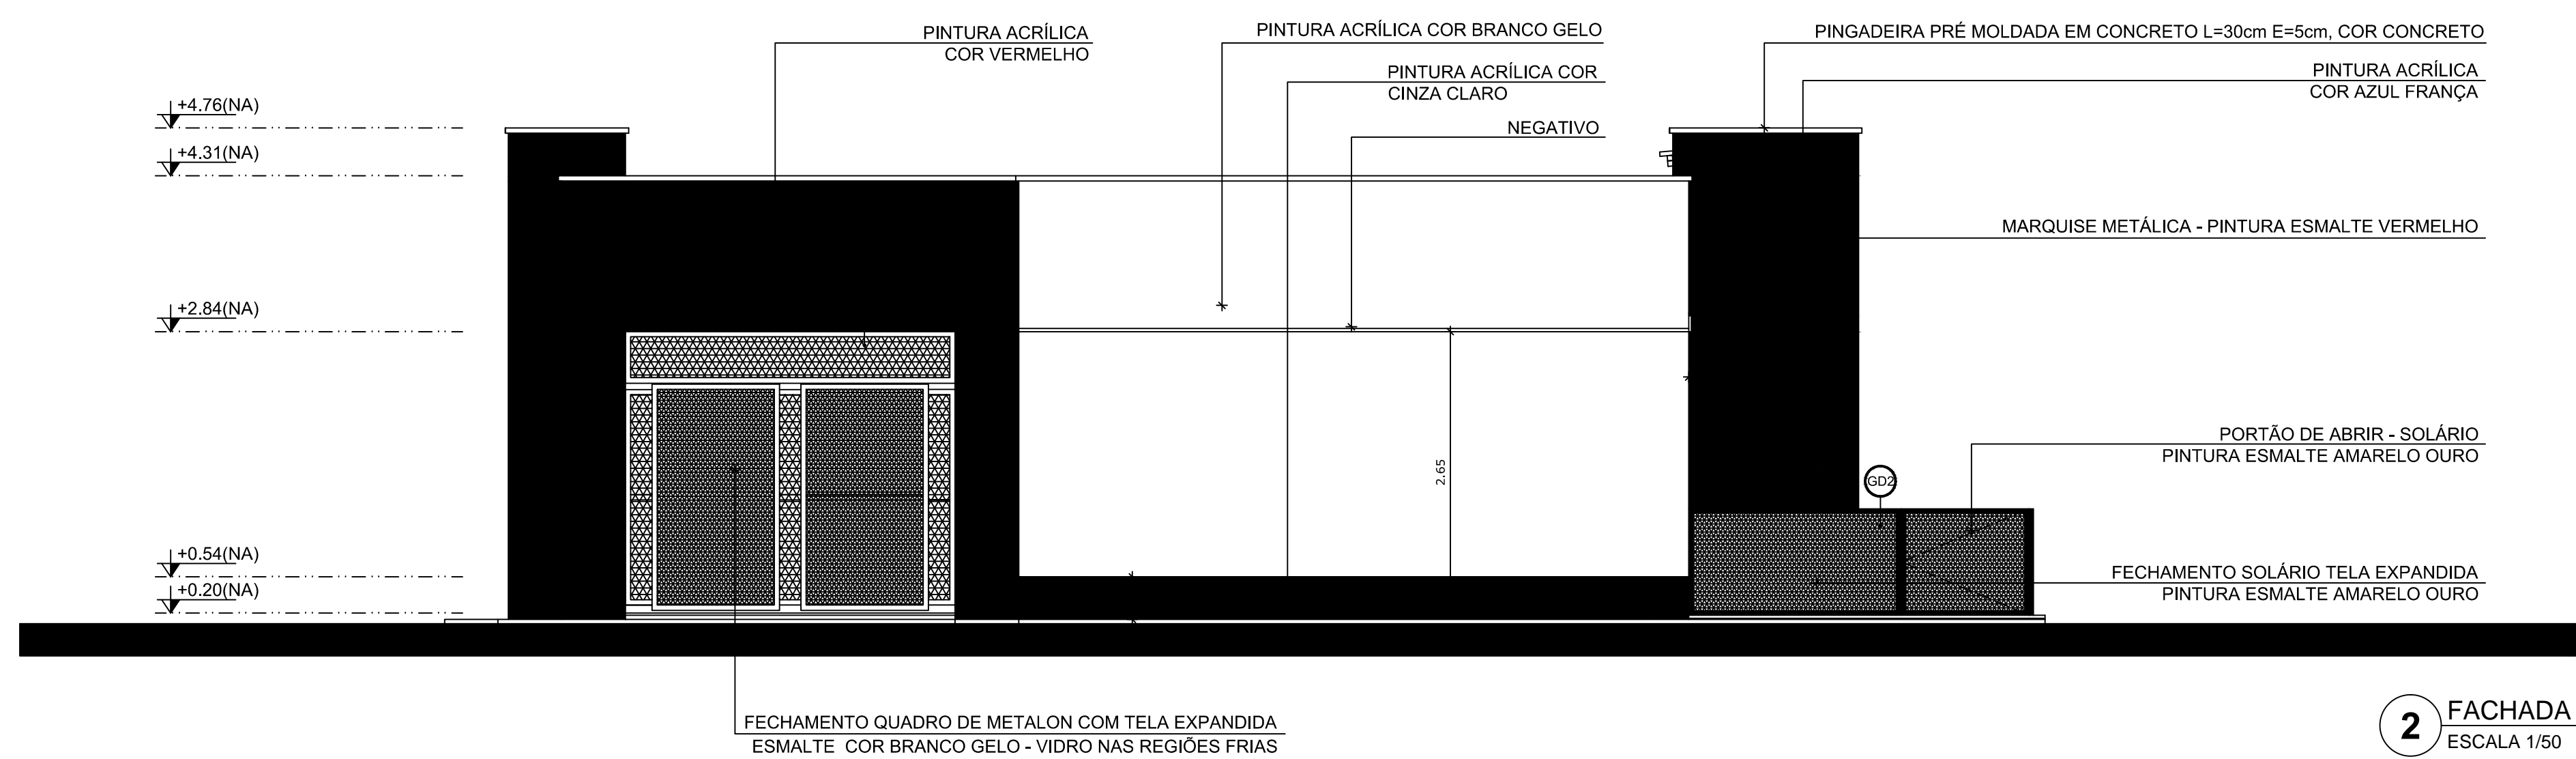 PINTURA ACRÍLICA
COR VERMELHO
PINTURA ACRÍLICA COR BRANCO GELO
PINTURA ACRÍLICA COR
CINZA CLARO
NEGATIVO
PINGADEIRA PRÉ MOLDADA EM CONCRETO L=30cm E=5cm, COR CONCRETO
PINTURA ACRÍLICA
COR AZUL FRANÇA
+4.76(NA)
+4.31(NA)
MARQUISE METÁLICA - PINTURA ESMALTE VERMELHO
+2.84(NA)
2.65
PORTÃO DE ABRIR - SOLÁRIO
PINTURA ESMALTE AMARELO OURO
GD2
+0.54(NA)
+0.20(NA)
FECHAMENTO SOLÁRIO TELA EXPANDIDA
PINTURA ESMALTE AMARELO OURO
FECHAMENTO QUADRO DE METALON COM TELA EXPANDIDA
ESMALTE COR BRANCO GELO - VIDRO NAS REGIÕES FRIAS
2
FACHADA
ESCALA 1/50